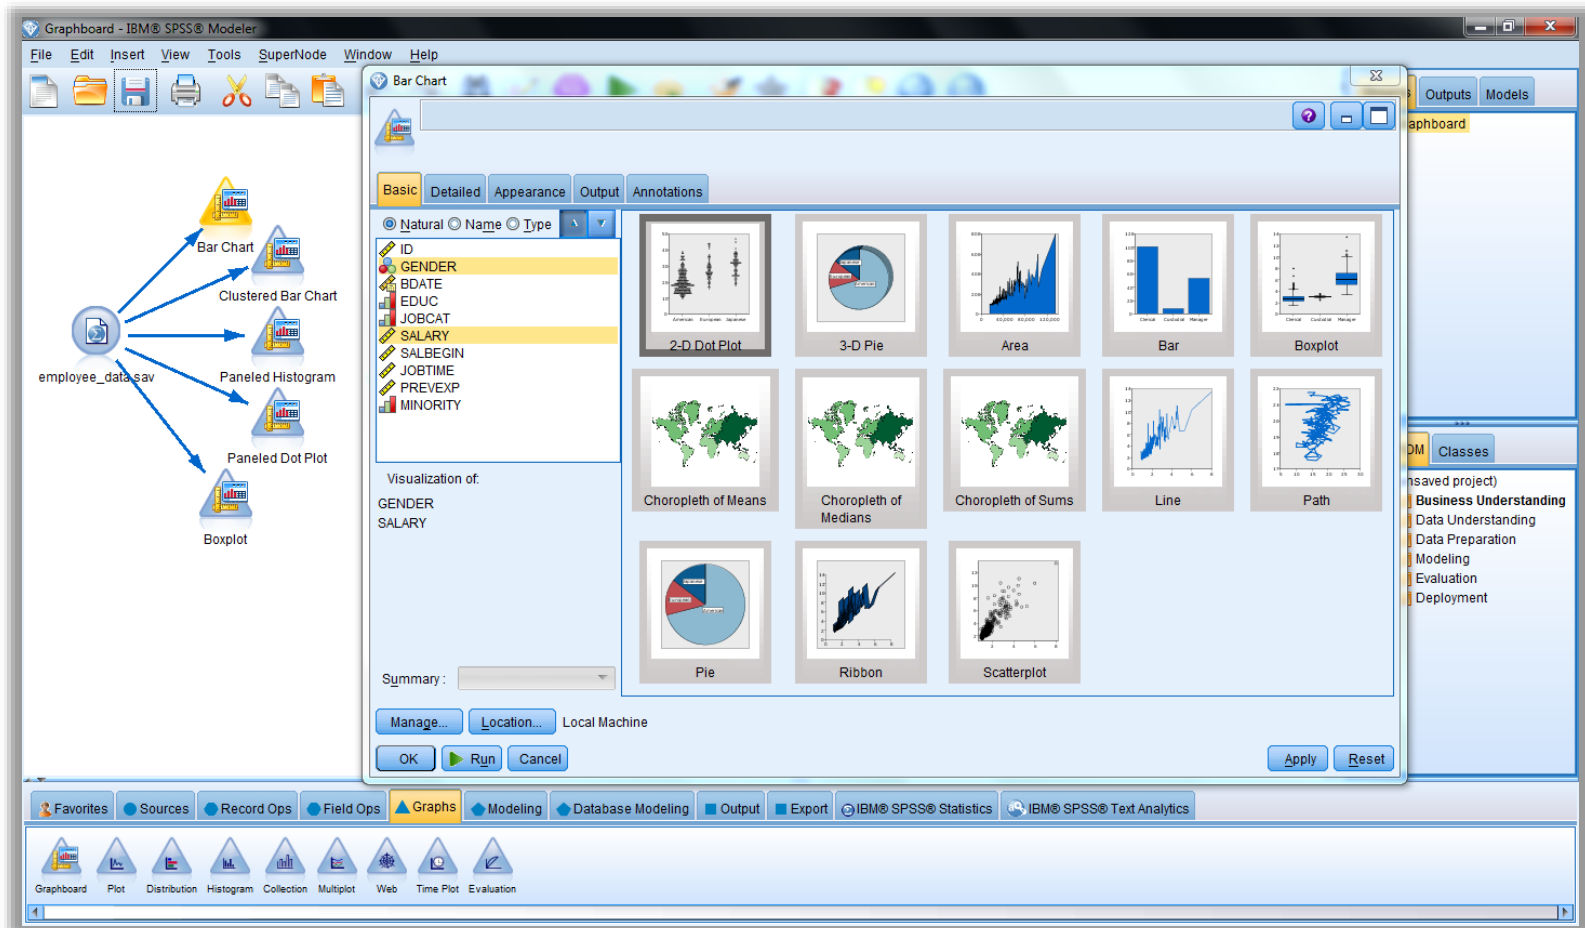 Graphboard - IBM® SPSS® Modeler
File Edit Insert View Tools SuperNode Window Help
Bar Chart
Outputs Models
aphboard
Basic Detailed Appearance Output Annotations
Natural Name Type
ID
GENDER
BDATE
EDUC
JOBCAT
SALARY
SALBEGIN
JOBTIME
PREVEXP
MINORITY
Visualization of:
GENDER
SALARY
Summary:
2-D Dot Plot
3-D Pie
Area
Bar
Boxplot
Choropleth of Means
Choropleth of Medians
Choropleth of Sums
Line
Path
Pie
Ribbon
Scatterplot
Manage... Location... Local Machine
OK Run Cancel Apply Reset
Bar Chart
Clustered Bar Chart
employee_data.sav
Paneled Histogram
Paneled Dot Plot
Boxplot
DM Classes
nsaved project)
Business Understanding
Data Understanding
Data Preparation
Modeling
Evaluation
Deployment
Favorites Sources Record Ops Field Ops Graphs Modeling Database Modeling Output Export IBM® SPSS® Statistics IBM® SPSS® Text Analytics
Graphboard Plot Distribution Histogram Collection Multiplot Web Time Plot Evaluation